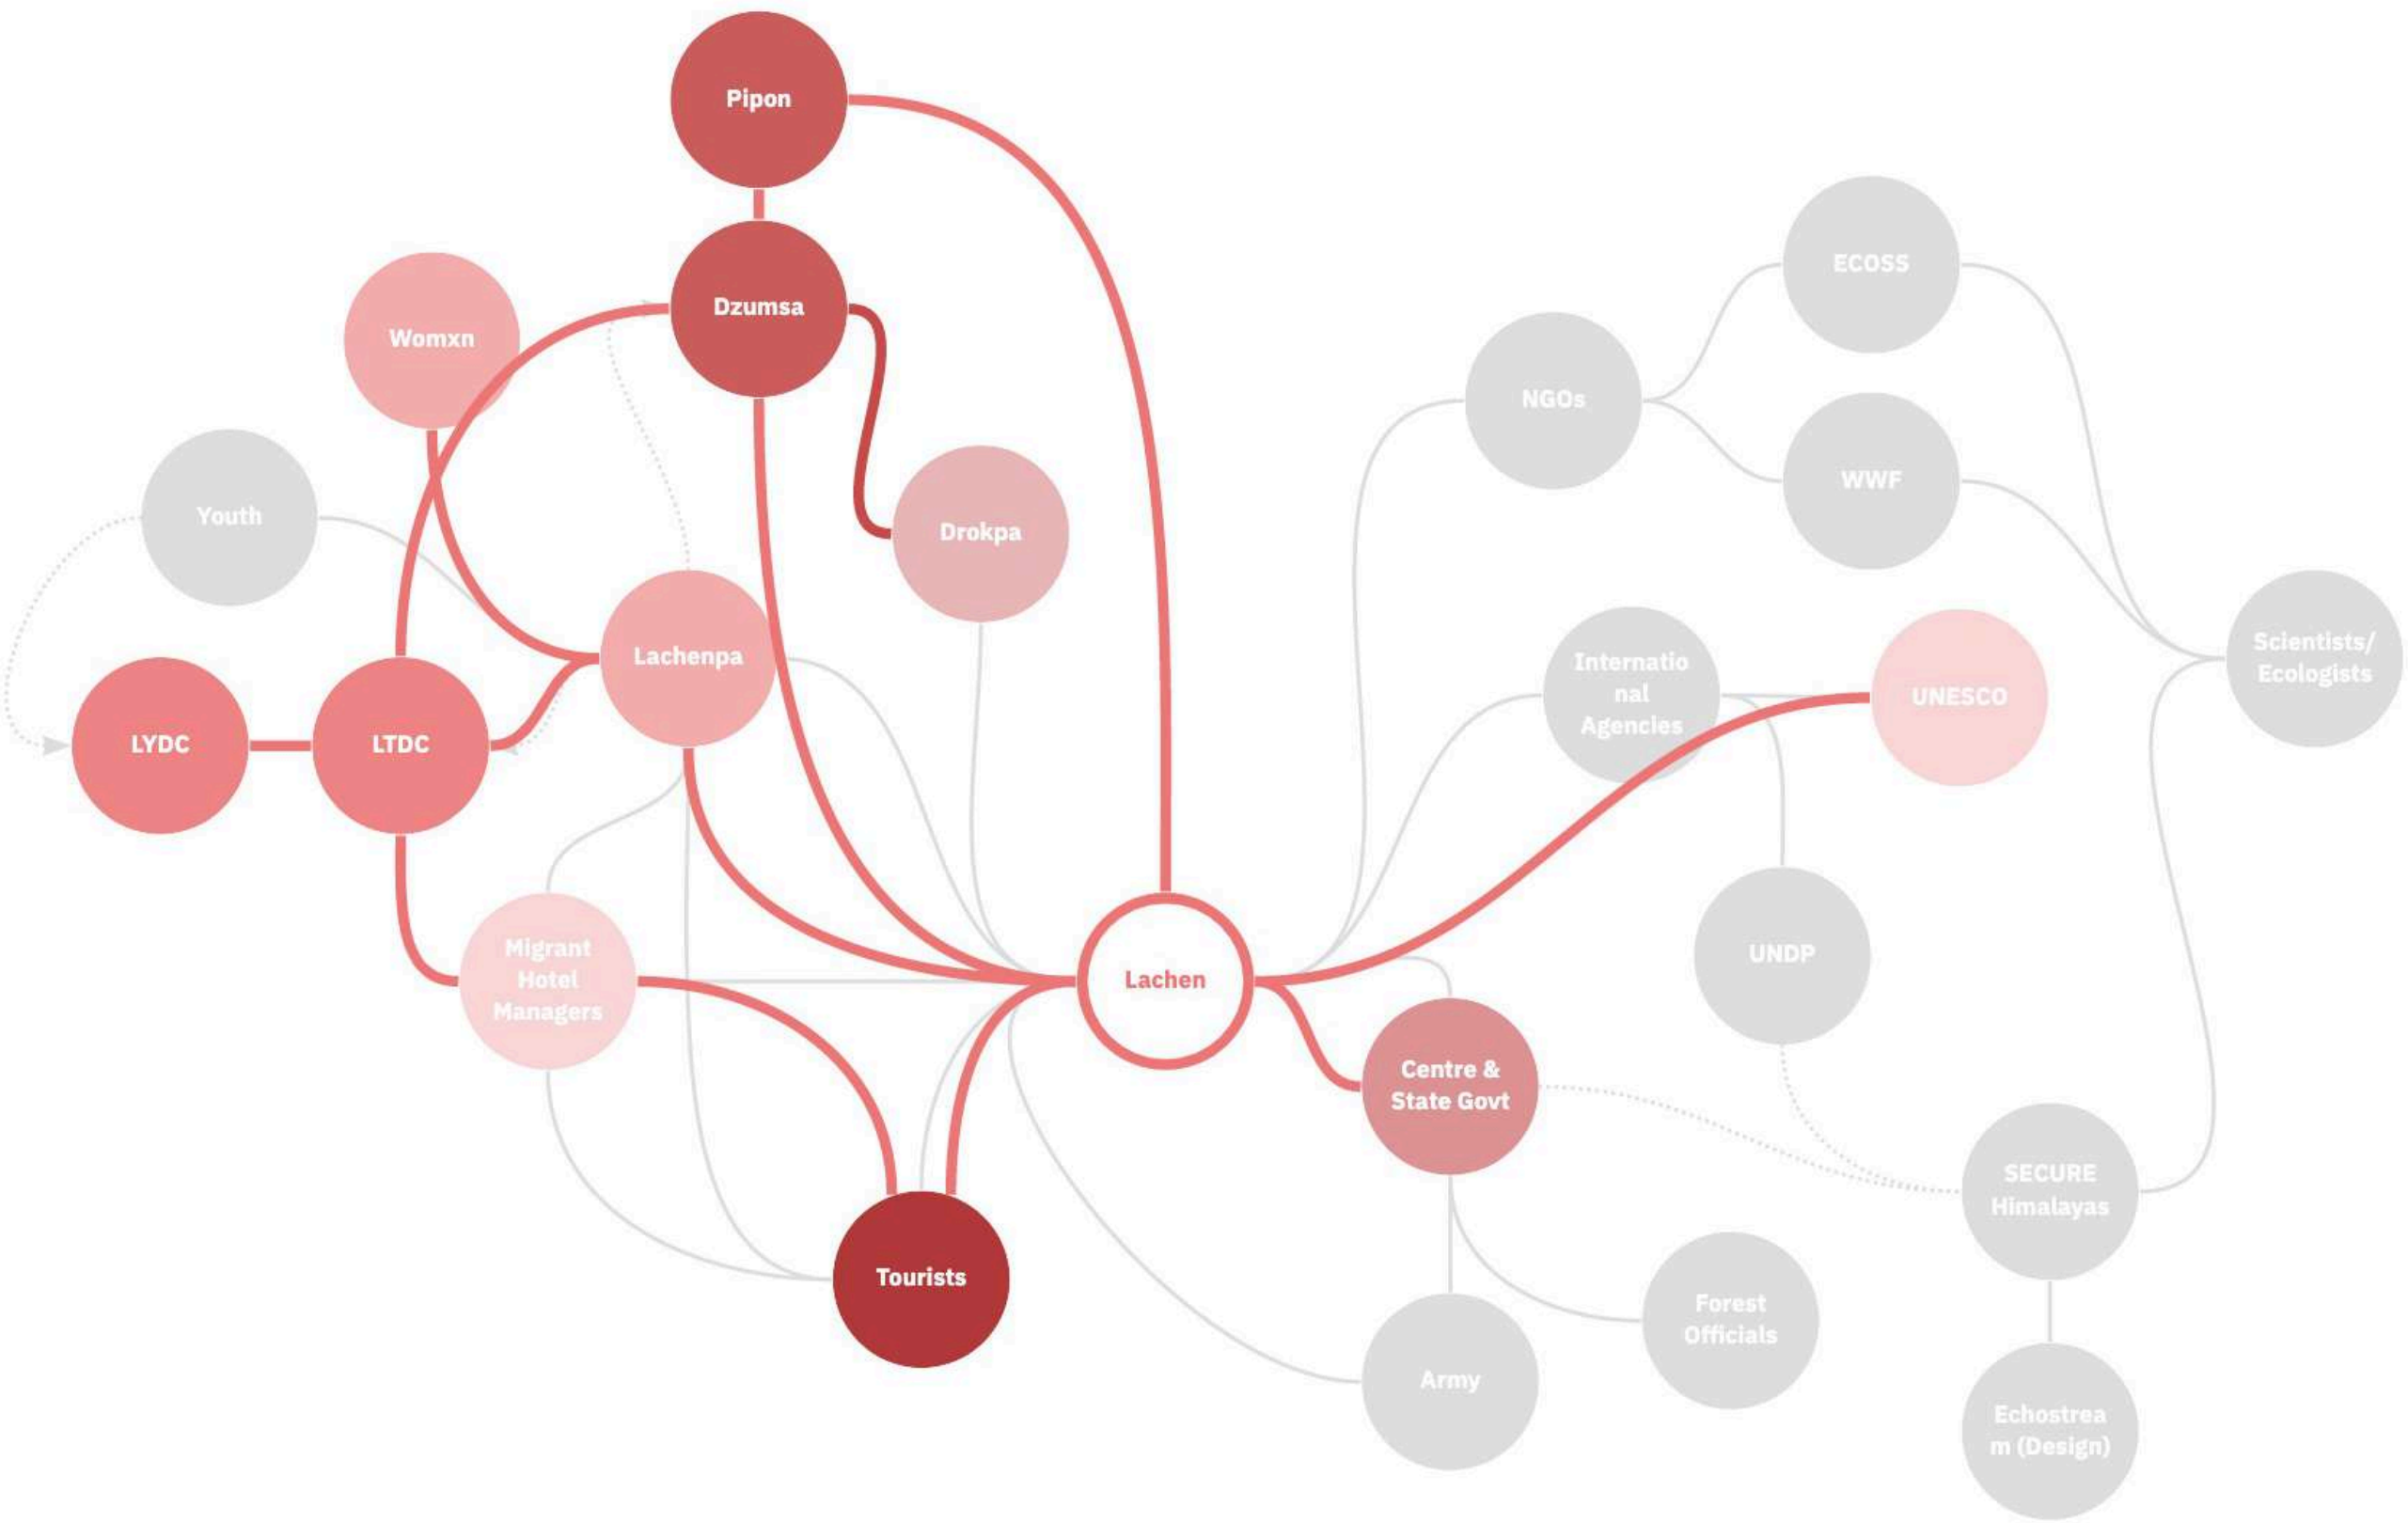 Pipon
ECOSS
Dzumsa
Womxn
NGOs
WWF
Youth
Drokpa
Lachenpa
Internatio
nal
Agencies
UNESCO
Scientists/
Ecologists
LYDC
LTDC
Migrant
Hotel
Managers
Lachen
UNDP
Centre &
State Govt
SECURE
Himalayas
Tourists
Forest
Officials
Army
Echostrea
m (Design)